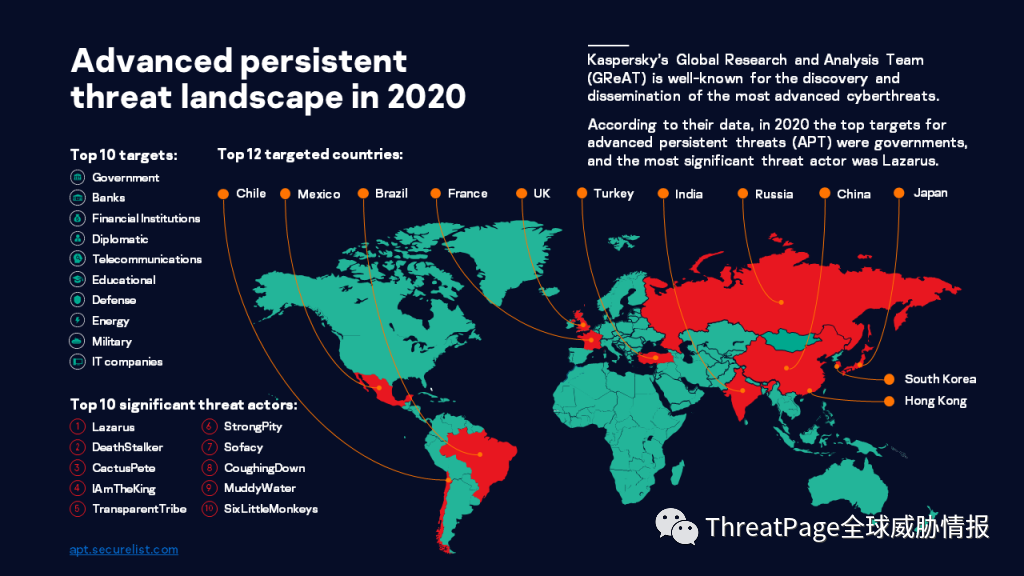 Advanced persistent
threat landscape in 2020
Kaspersky's Global Research and Analysis Team
(GReAT) is well-known for the discovery and
dissemination of the most advanced cyberthreats.
According to their data, in 2020 the top targets for
advanced persistent threats (APT) were governments,
and the most significant threat actor was Lazarus.
Top 10 targets:
Government
Banks
Financial Institutions
Diplomatic
Telecommunications
Educational
Defense
Energy
Military
IT companies
Top 12 targeted countries:
Chile
Mexico
Brazil
France
UK
Turkey
India
Russia
China
Japan
South Korea
Hong Kong
Top 10 significant threat actors:
1 Lazarus
2 DeathStalker
3 CactusPete
4 IAmTheKing
5 TransparentTribe
6 StrongPity
7 Sofacy
8 CoughingDown
9 MuddyWater
10 SixLittleMonkeys
apt.securelist.com
ThreatPage全球威胁情报